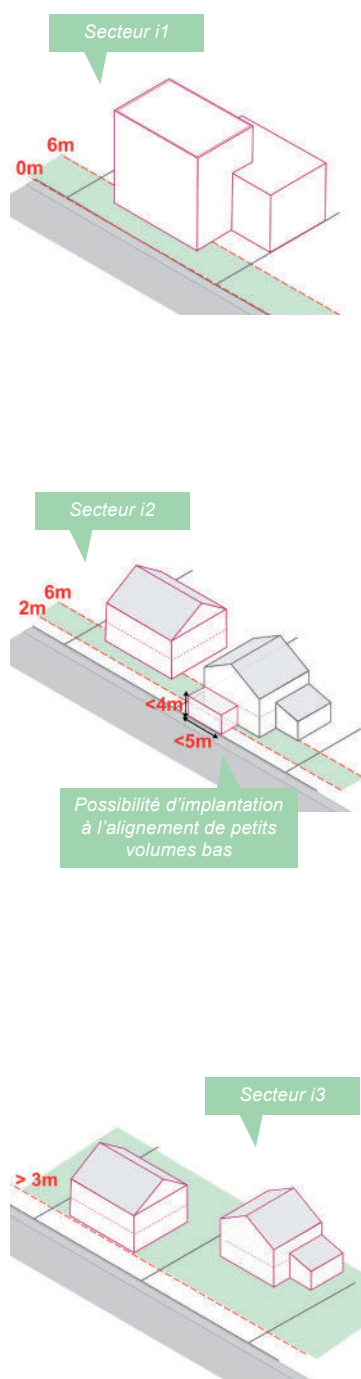 Secteur i1
6m
0m
Secteur i2
6m
2m
<4m
<5m
Possibilité d'implantation
à l'alignement de petits
volumes bas
Secteur i3
> 3m